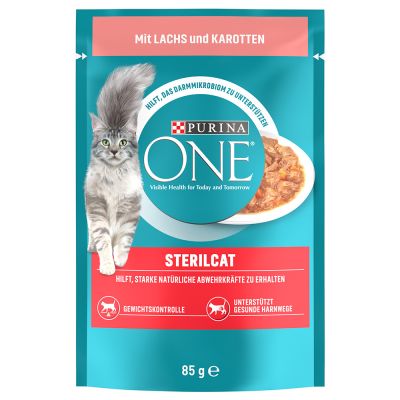 Mit LACHS und KAROTTEN
HILFT, DAS DARMMIKROBIOM ZU UNTERSTÜTZEN
PURINA
ONE®
Visible Health for Today and Tomorrow
STERILCAT
HILFT, STARKE NATÜRLICHE ABWEHRKRÄFTE ZU ERHALTEN
GEWICHTSKONTROLLE
UNTERSTÜTZT
GESUNDE HARNWEGE
85 g ℮